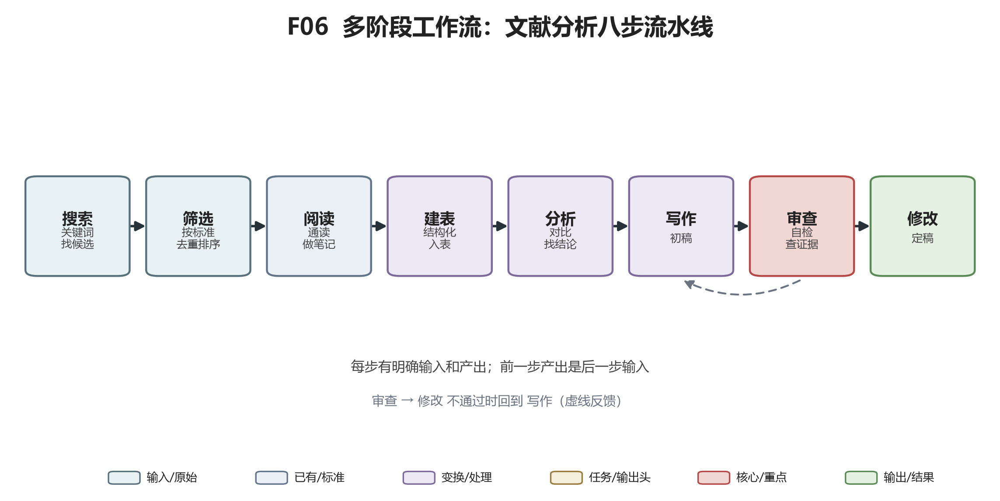 F06 多阶段工作流：文献分析八步流水线
搜索
关键词
找候选
筛选
按标准
去重排序
阅读
通读
做笔记
建表
结构化
入表
分析
对比
找结论
写作
初稿
审查
自检
查证据
修改
定稿
每步有明确输入和产出；前一步产出是后一步输入
审查 → 修改 不通过时回到 写作（虚线反馈）
输入/原始
已有/标准
变换/处理
任务/输出头
核心/重点
输出/结果